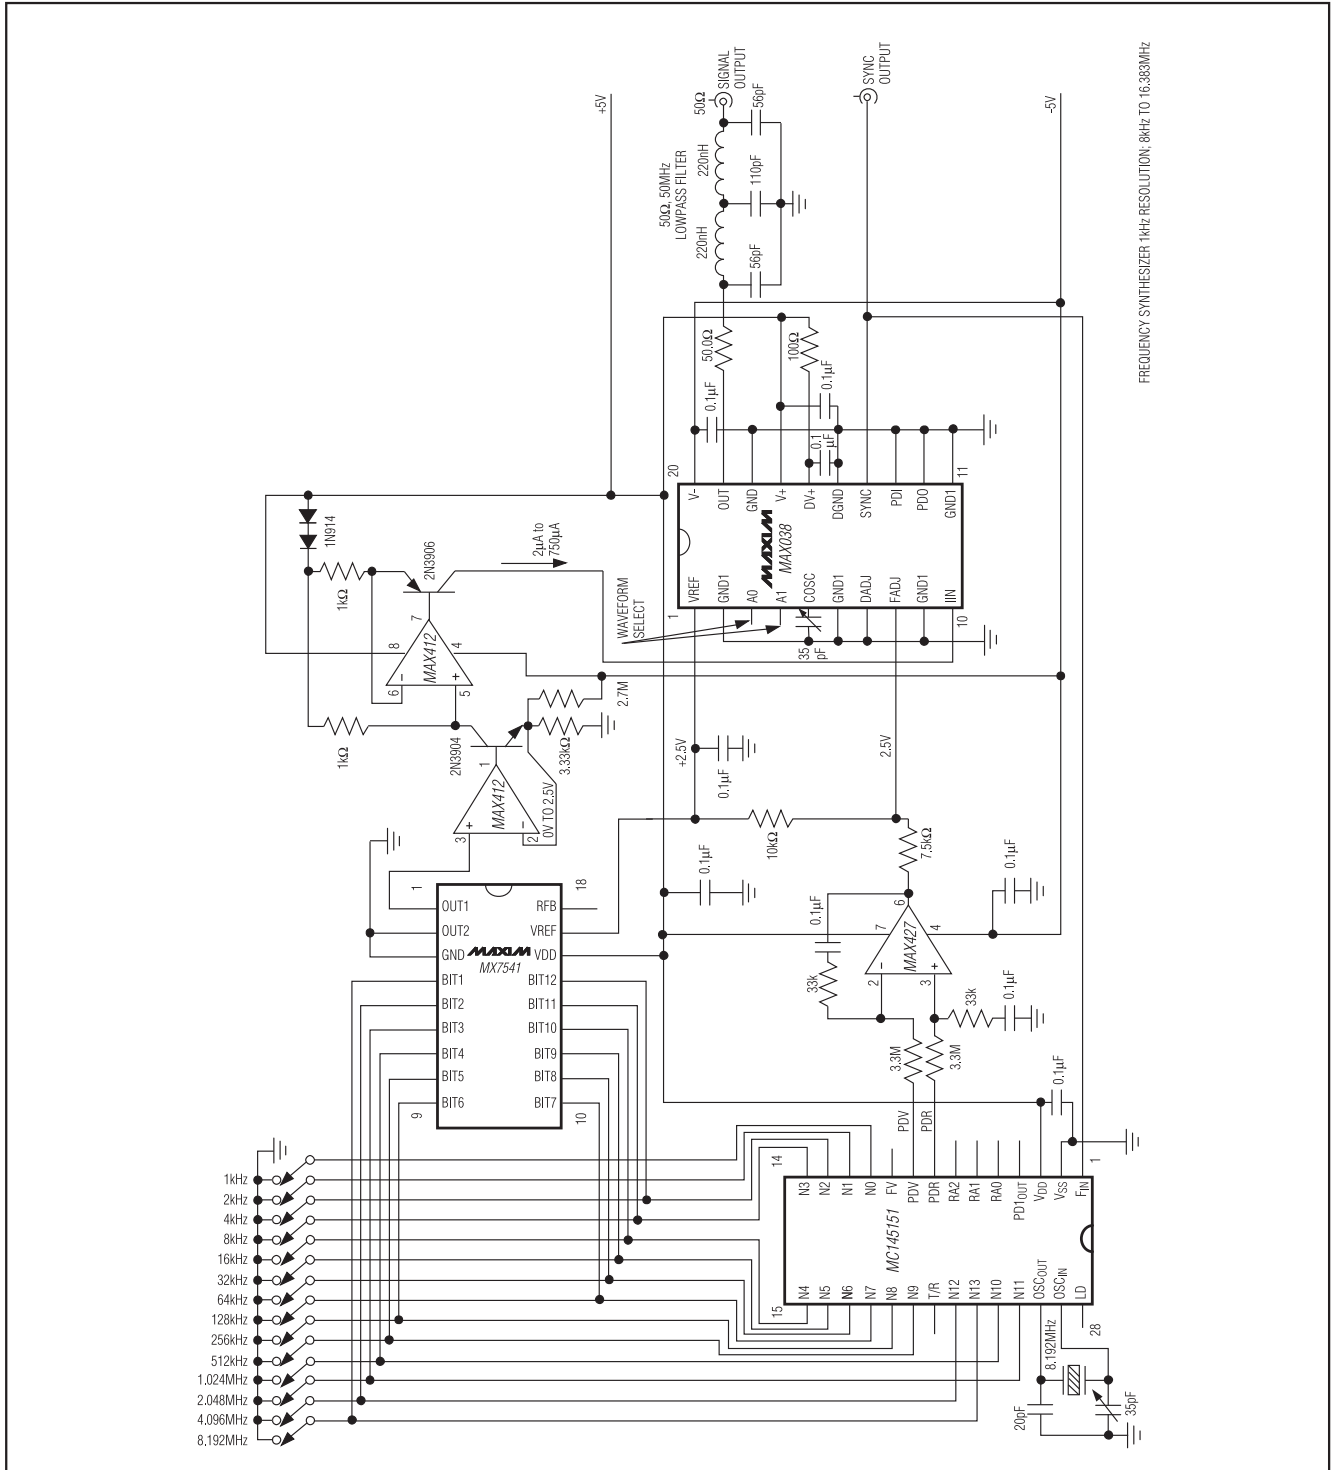 FREQUENCY SYNTHESIZER 1kHz RESOLUTION; 8kHz TO 16.383MHz
+5V
50Ω
SIGNAL
OUTPUT
SYNC
OUTPUT
-5V
50Ω, 50MHz
LOWPASS FILTER
220nH
220nH
56pF
110pF
56pF
50.0Ω
100Ω
0.1µF
0.1µF
0.1
µF
1N914
1kΩ
2N3906
2µA to
750µA
7
MAX412
8
4
6
5
−
+
1kΩ
2N3904
2.7M
3.33kΩ
1
MAX412
3
2
+
−
0V TO 2.5V
20
11
V-
OUT
GND
V+
DV+
DGND
SYNC
PDI
PDO
GND1
MAXIM
MAX038
VREF
GND1
A0
A1
COSC
GND1
DADJ
FADJ
GND1
IIN
1
10
WAVEFORM
SELECT
35
pF
+2.5V
0.1µF
2.5V
10kΩ
7.5kΩ
0.1µF
0.1µF
0.1µF
6
MAX427
7
4
2
3
−
+
33k
33k
0.1µF
3.3M
3.3M
PDV
PDR
0.1µF
1
18
OUT1
RFB
OUT2
VREF
GND
MAXIM
VDD
MX7541
BIT1
BIT12
BIT2
BIT11
BIT3
BIT10
BIT4
BIT9
BIT5
BIT8
BIT6
BIT7
9
10
1kHz
2kHz
4kHz
8kHz
16kHz
32kHz
64kHz
128kHz
256kHz
512kHz
1.024MHz
2.048MHz
4.096MHz
8.192MHz
14
1
N3
N2
N1
N0
FV
PDV
PDR
RA2
RA1
RA0
PD1OUT
VDD
VSS
FIN
MC145151
N4
N5
N6
N7
N8
N9
T/R
N12
N13
N10
N11
OSCOUT
OSCIN
LD
15
28
8.192MHz
20pF
35pF